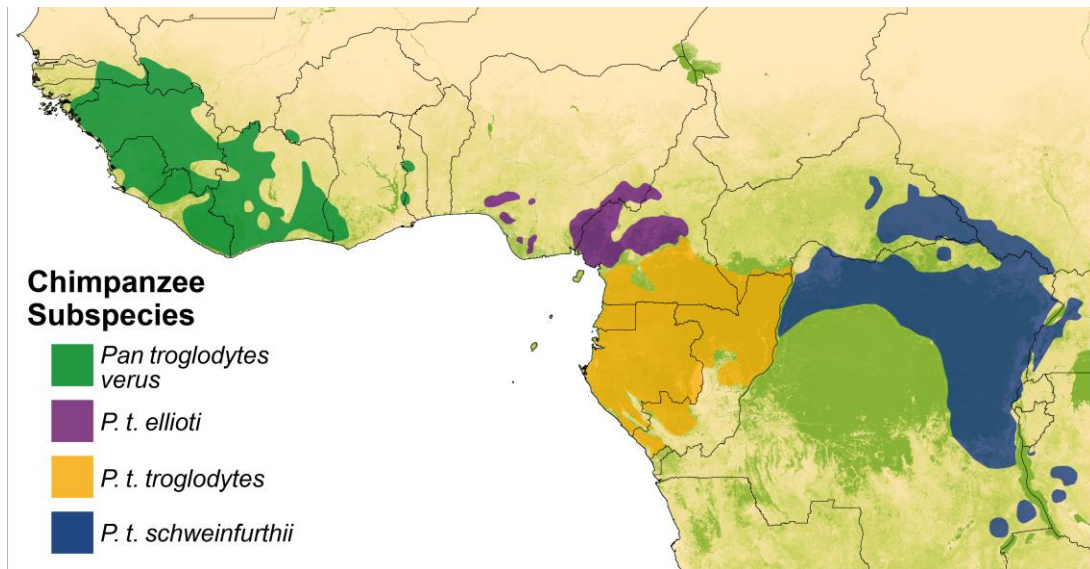 Chimpanzee
Subspecies
Pan troglodytes
verus
P. t. ellioti
P. t. troglodytes
P. t. schweinfurthii